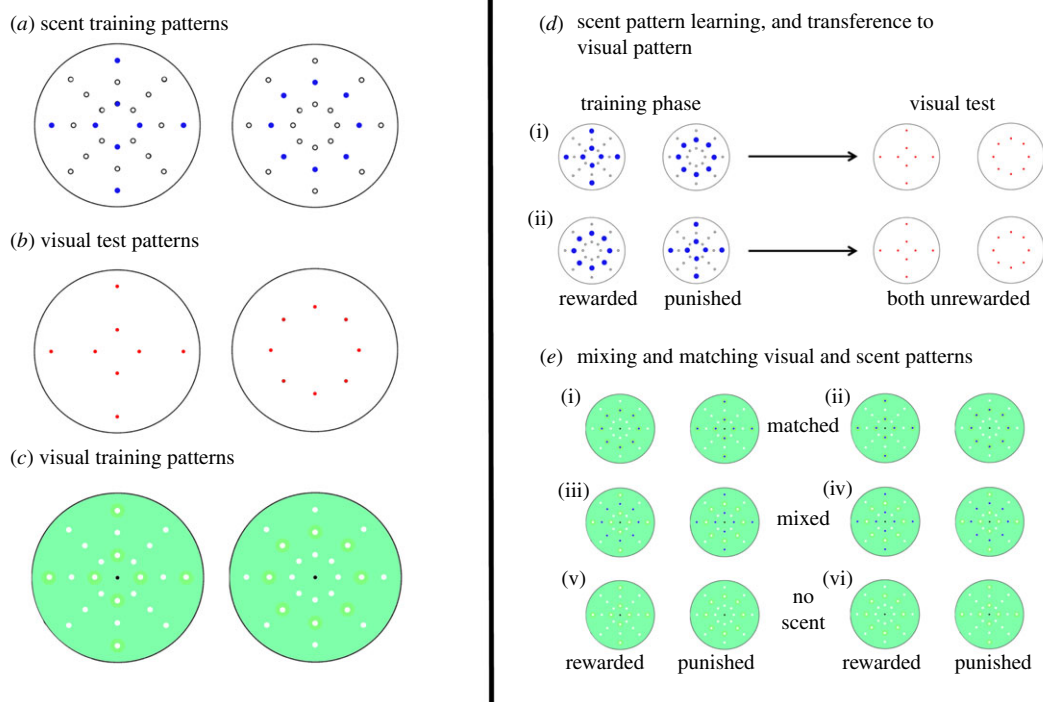 (a) scent training patterns
(b) visual test patterns
(c) visual training patterns
(d) scent pattern learning, and transference to
visual pattern
training phase visual test
(i)
(ii)
rewarded punished both unrewarded
(e) mixing and matching visual and scent patterns
(i) matched (ii)
(iii) mixed (iv)
(v) no (vi)
scent
rewarded punished rewarded punished